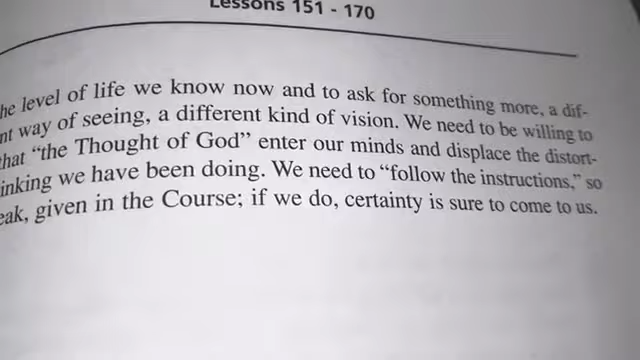 Lessons 151 - 170
he level of life we know now and to ask for something more, a dif-
nt way of seeing, a different kind of vision. We need to be willing to
hat “the Thought of God” enter our minds and displace the distort-
inking we have been doing. We need to “follow the instructions,” so
eak, given in the Course; if we do, certainty is sure to come to us.